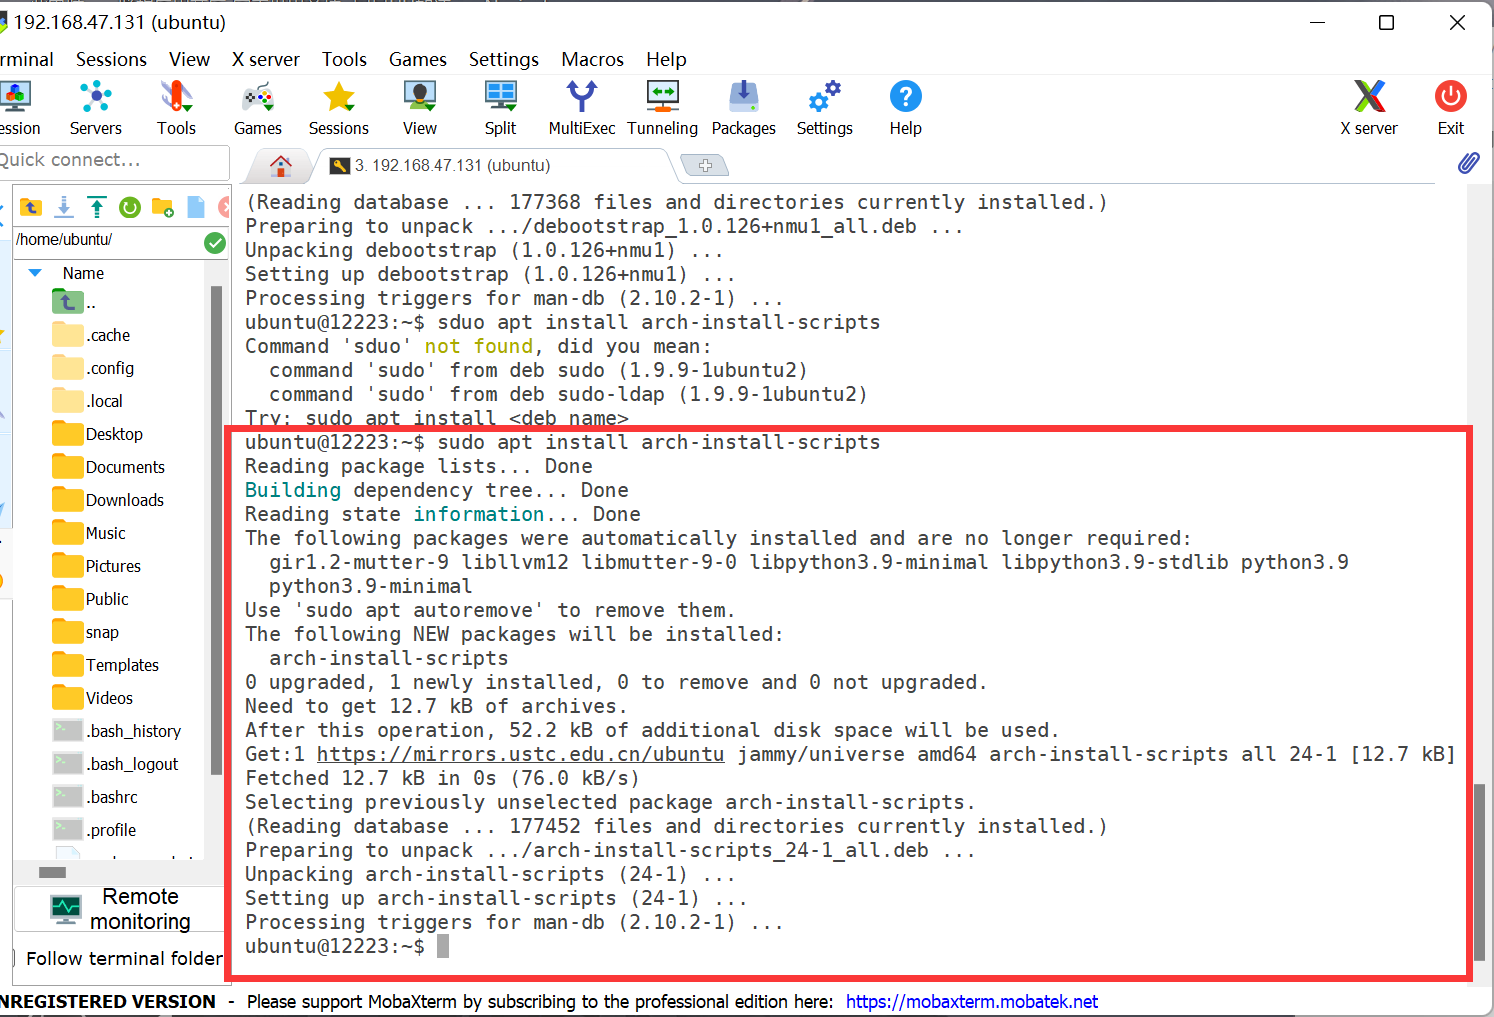 192.168.47.131 (ubuntu)
rminal Sessions View X server Tools Games Settings Macros Help
ession Servers Tools Games Sessions View Split MultiExec Tunneling Packages Settings Help X server Exit
Quick connect...
3. 192.168.47.131 (ubuntu)
/home/ubuntu/
Name
..
.cache
.config
.local
Desktop
Documents
Downloads
Music
Pictures
Public
snap
Templates
Videos
.bash_history
.bash_logout
.bashrc
.profile
Remote
monitoring
Follow terminal folder
(Reading database ... 177368 files and directories currently installed.)
Preparing to unpack .../debootstrap_1.0.126+nmu1_all.deb ...
Unpacking debootstrap (1.0.126+nmu1) ...
Setting up debootstrap (1.0.126+nmu1) ...
Processing triggers for man-db (2.10.2-1) ...
ubuntu@12223:~$ sduo apt install arch-install-scripts
Command 'sduo' not found, did you mean:
  command 'sudo' from deb sudo (1.9.9-1ubuntu2)
  command 'sudo' from deb sudo-ldap (1.9.9-1ubuntu2)
Try: sudo apt install <deb name>
ubuntu@12223:~$ sudo apt install arch-install-scripts
Reading package lists... Done
Building dependency tree... Done
Reading state information... Done
The following packages were automatically installed and are no longer required:
  gir1.2-mutter-9 libllvm12 libmutter-9-0 libpython3.9-minimal libpython3.9-stdlib python3.9
  python3.9-minimal
Use 'sudo apt autoremove' to remove them.
The following NEW packages will be installed:
  arch-install-scripts
0 upgraded, 1 newly installed, 0 to remove and 0 not upgraded.
Need to get 12.7 kB of archives.
After this operation, 52.2 kB of additional disk space will be used.
Get:1 https://mirrors.ustc.edu.cn/ubuntu jammy/universe amd64 arch-install-scripts all 24-1 [12.7 kB]
Fetched 12.7 kB in 0s (76.0 kB/s)
Selecting previously unselected package arch-install-scripts.
(Reading database ... 177452 files and directories currently installed.)
Preparing to unpack .../arch-install-scripts_24-1_all.deb ...
Unpacking arch-install-scripts (24-1) ...
Setting up arch-install-scripts (24-1) ...
Processing triggers for man-db (2.10.2-1) ...
ubuntu@12223:~$
NREGISTERED VERSION - Please support MobaXterm by subscribing to the professional edition here: https://mobaxterm.mobatek.net